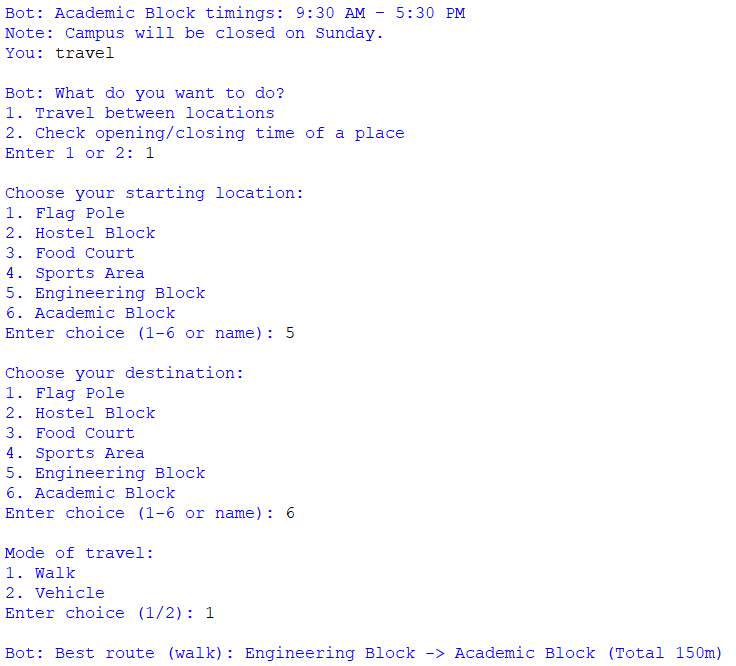 Bot: Academic Block timings: 9:30 AM - 5:30 PM
Note: Campus will be closed on Sunday.
You: travel
Bot: What do you want to do?
1. Travel between locations
2. Check opening/closing time of a place
Enter 1 or 2: 1
Choose your starting location:
1. Flag Pole
2. Hostel Block
3. Food Court
4. Sports Area
5. Engineering Block
6. Academic Block
Enter choice (1-6 or name): 5
Choose your destination:
1. Flag Pole
2. Hostel Block
3. Food Court
4. Sports Area
5. Engineering Block
6. Academic Block
Enter choice (1-6 or name): 6
Mode of travel:
1. Walk
2. Vehicle
Enter choice (1/2): 1
Bot: Best route (walk): Engineering Block -> Academic Block (Total 150m)